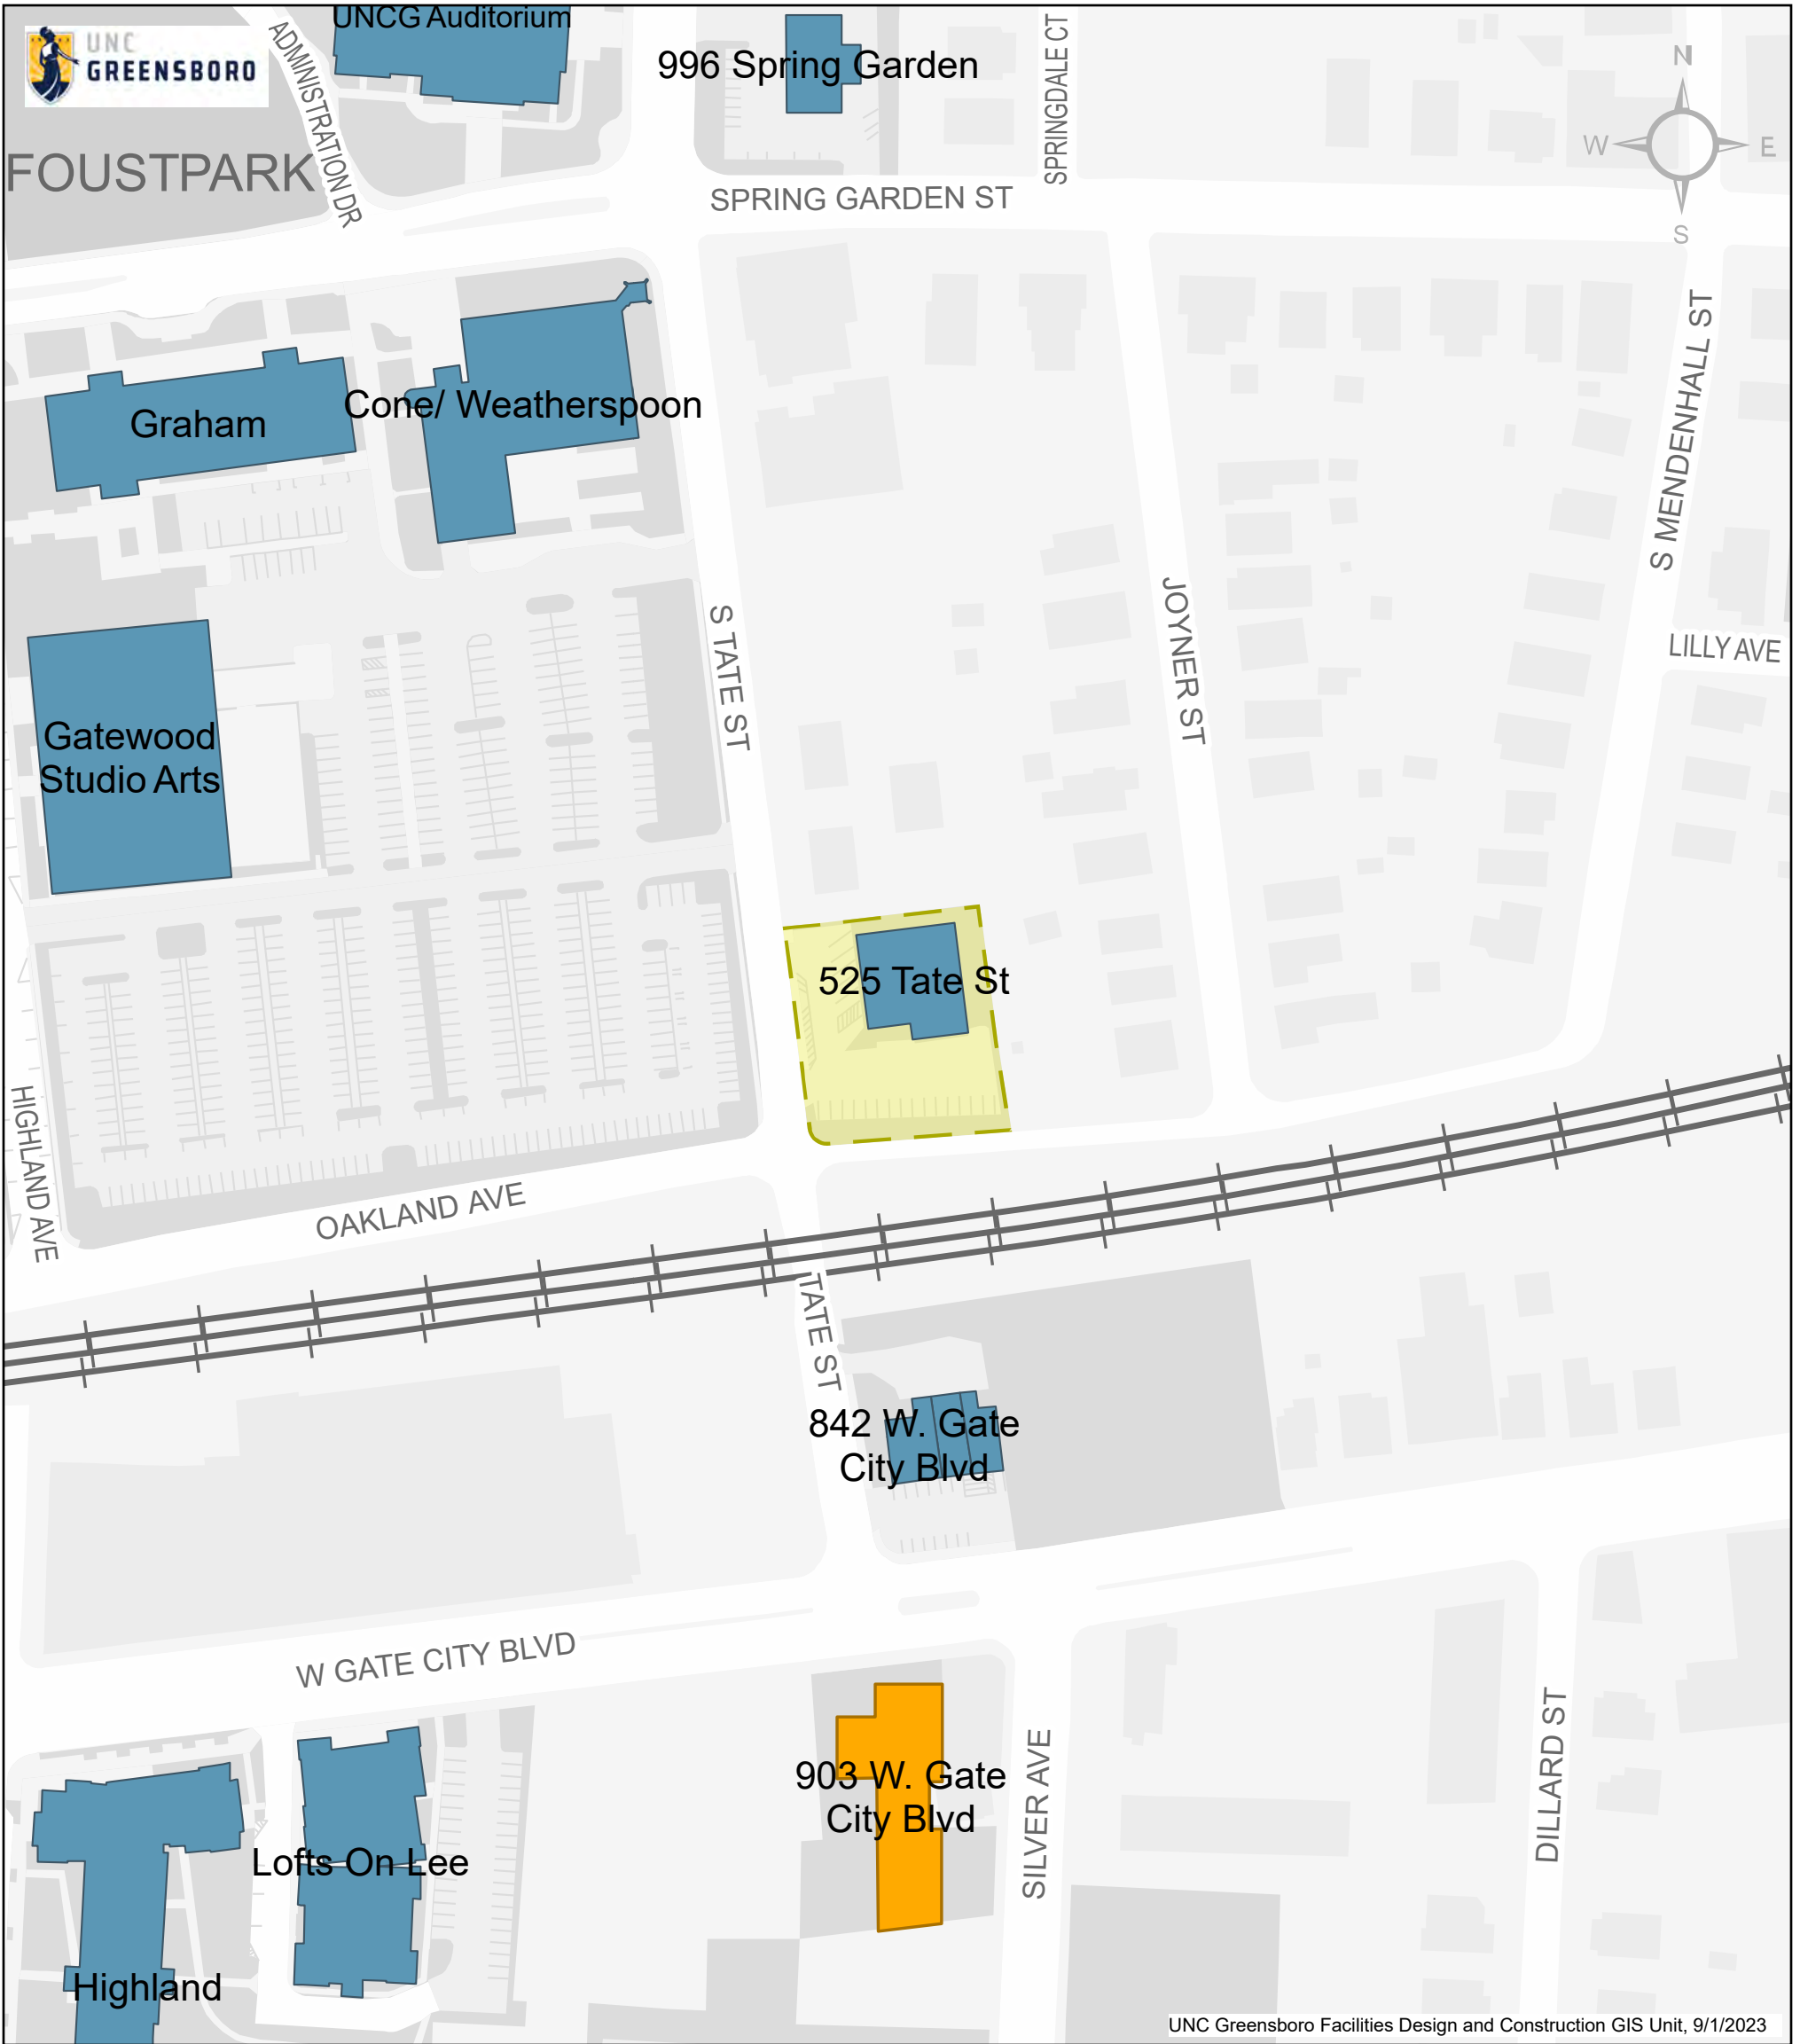 UNCG Auditorium
UNC
GREENSBORO
ADMINISTRATION DR
996 Spring Garden
SPRINGDALE CT
N
W
E
S
FOUSTPARK
SPRING GARDEN ST
Graham
Cone/ Weatherspoon
S MENDENHALL ST
S TATE ST
JOYNER ST
LILLY AVE
Gatewood
Studio Arts
525 Tate St
HIGHLAND AVE
OAKLAND AVE
TATE ST
842 W. Gate
City Blvd
W GATE CITY BLVD
903 W. Gate
City Blvd
SILVER AVE
DILLARD ST
Lofts On Lee
Highland
UNC Greensboro Facilities Design and Construction GIS Unit, 9/1/2023